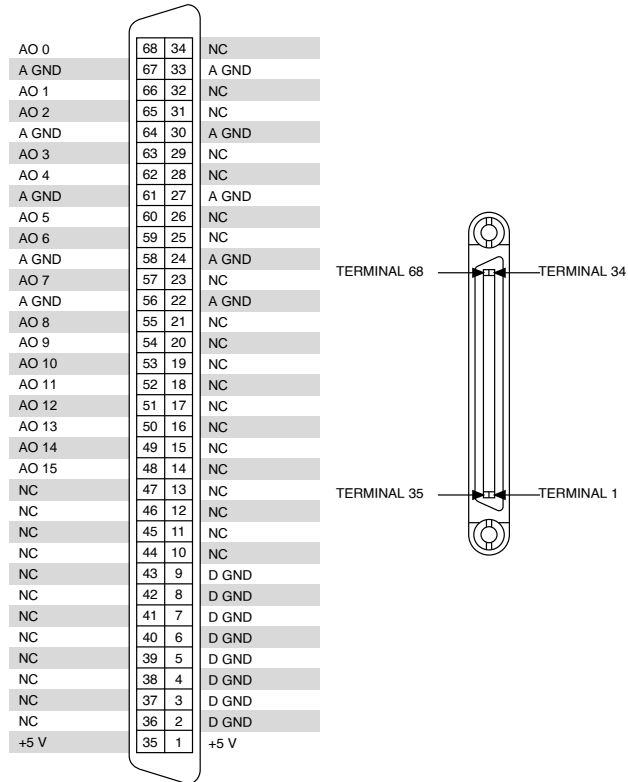 AO 0 68 34 NC
A GND 67 33 A GND
AO 1 66 32 NC
AO 2 65 31 NC
A GND 64 30 A GND
AO 3 63 29 NC
AO 4 62 28 NC
A GND 61 27 A GND
AO 5 60 26 NC
AO 6 59 25 NC
A GND 58 24 A GND
AO 7 57 23 NC
A GND 56 22 A GND
AO 8 55 21 NC
AO 9 54 20 NC
AO 10 53 19 NC
AO 11 52 18 NC
AO 12 51 17 NC
AO 13 50 16 NC
AO 14 49 15 NC
AO 15 48 14 NC
NC 47 13 NC
NC 46 12 NC
NC 45 11 NC
NC 44 10 NC
NC 43 9 D GND
NC 42 8 D GND
NC 41 7 D GND
NC 40 6 D GND
NC 39 5 D GND
NC 38 4 D GND
NC 37 3 D GND
NC 36 2 D GND
+5 V 35 1 +5 V
TERMINAL 68 TERMINAL 34
TERMINAL 35 TERMINAL 1